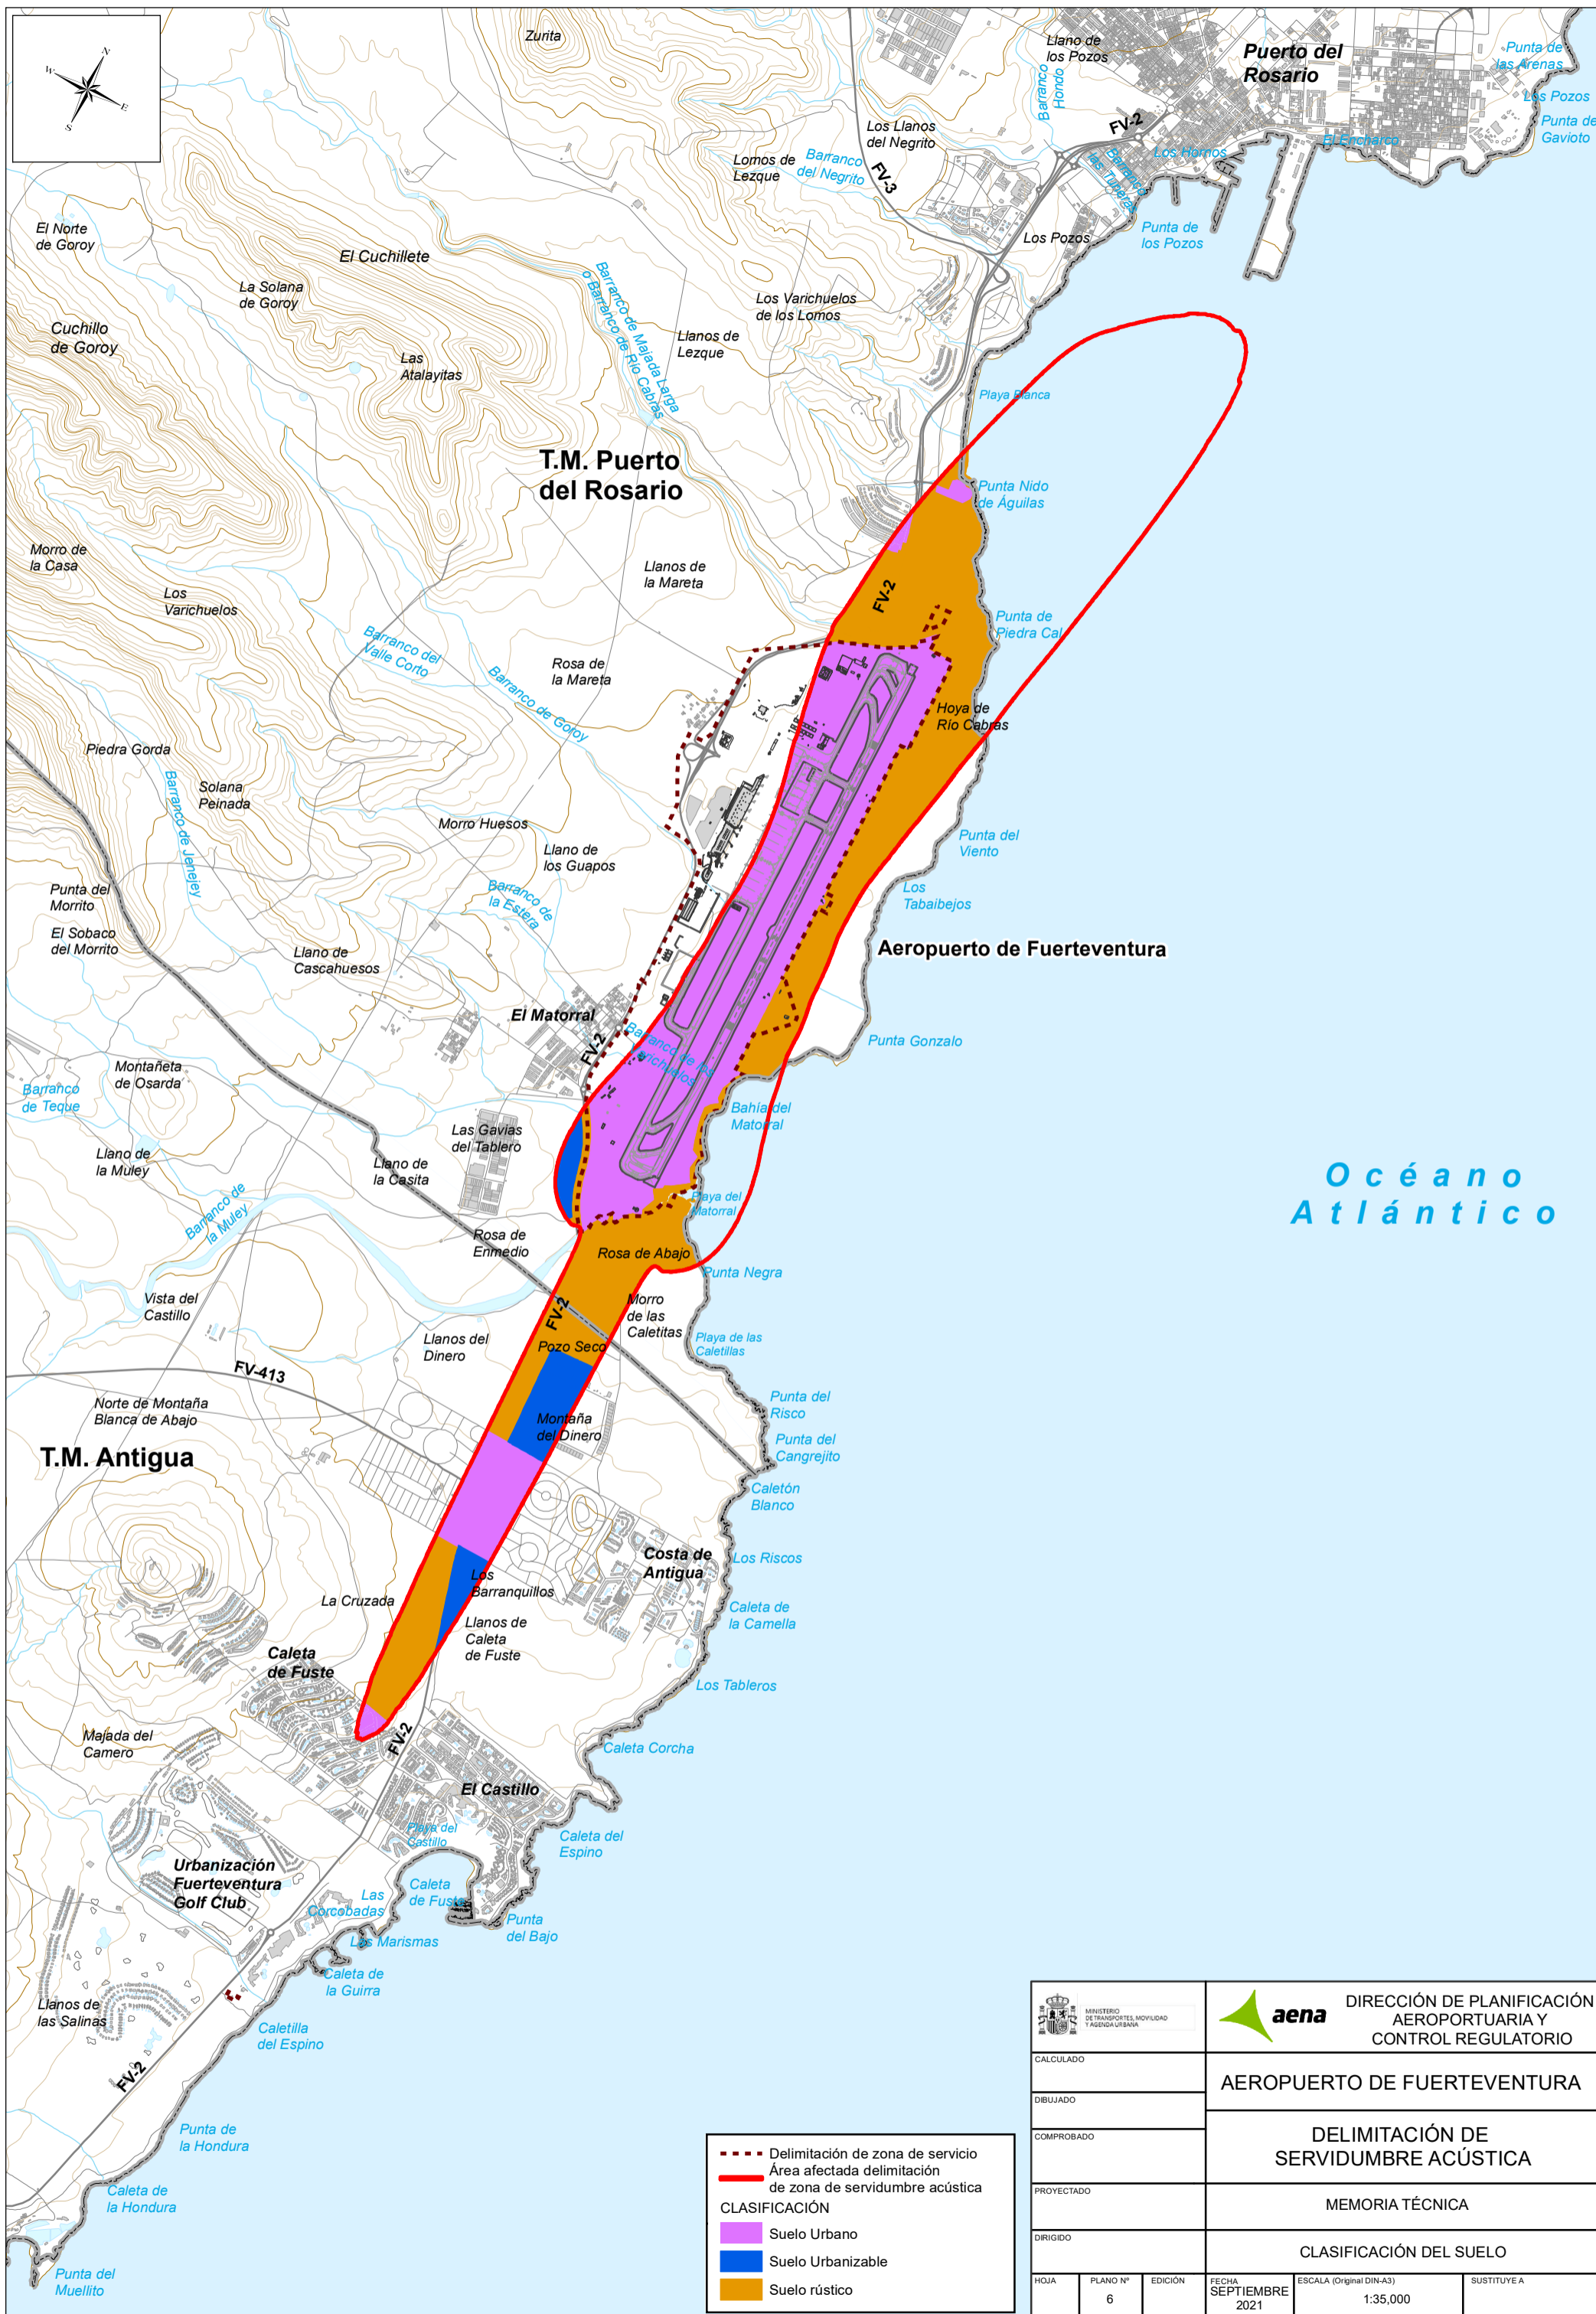 N
W
E
S
Zurita
Llano de
los Pozos
Puerto del
Rosario
Punta de
las Arenas
Los Pozos
Punta de
Gavioto
Barranco
Hondo
FV-2
El Encharco
Los Hornos
Barranco
las Tuneras
Los Llanos
del Negrito
Lomos de
Lezque
Barranco
del Negrito
FV-3
Punta de
los Pozos
Los Pozos
El Norte
de Goroy
El Cuchillete
La Solana
de Goroy
Barranco de Majada Larga
o Barranco de Río Cabras
Los Varichuelos
de los Lomos
Cuchillo
de Goroy
Las
Atalayitas
Llanos de
Lezque
Playa Blanca
T.M. Puerto
del Rosario
Punta Nido
de Águilas
Morro de
la Casa
Los
Varichuelos
Llanos de
la Mareta
FV-2
Punta de
Piedra Cal
Barranco del
Valle Corto
Rosa de
la Mareta
Barranco de Goroy
Hoya de
Río Cabras
Piedra Gorda
Barranco de Jenejey
Solana
Peinada
Morro Huesos
Llano de
los Guapos
Punta del
Viento
Punta del
Morrito
Barranco de
la Estera
Los
Tabaibejos
El Sobaco
del Morrito
Llano de
Cascahuesos
Aeropuerto de Fuerteventura
El Matorral
FV-2
Barranco de los
Varichuelos
Punta Gonzalo
Montañeta
de Osarda
Barranco
de Teque
Bahía del
Matorral
Las Gavias
del Tablero
Llano de
la Muley
Llano de
la Casita
Océano
Atlántico
Barranco de
la Muley
Playa del
Matorral
Rosa de
Enmedio
Rosa de Abajo
Punta Negra
Vista del
Castillo
FV-2
Morro
de las
Caletitas
Llanos del
Dinero
Pozo Seco
Playa de las
Caletillas
FV-413
Norte de Montaña
Blanca de Abajo
Montaña
del Dinero
Punta del
Risco
Punta del
Cangrejito
T.M. Antigua
Caletón
Blanco
Costa de
Antigua
Los Riscos
Los
Barranquillos
La Cruzada
Caleta de
la Camella
Llanos de
Caleta
de Fuste
Caleta
de Fuste
Los Tableros
Majada del
Camero
FV-2
Caleta Corcha
El Castillo
Playa del
Castillo
Caleta del
Espino
Urbanización
Fuerteventura
Golf Club
Las
Corcobadas
Caleta
de Fuste
Punta
del Bajo
Las Marismas
Caleta de
la Guirra
Llanos de
las Salinas
Caletilla
del Espino
FV-2
Punta de
la Hondura
Caleta de
la Hondura
Punta del
Muellito
Delimitación de zona de servicio
Área afectada delimitación
de zona de servidumbre acústica
CLASIFICACIÓN
Suelo Urbano
Suelo Urbanizable
Suelo rústico
MINISTERIO
DE TRANSPORTES, MOVILIDAD
Y AGENDA URBANA
aena
DIRECCIÓN DE PLANIFICACIÓN
AEROPORTUARIA Y
CONTROL REGULATORIO
CALCULADO
DIBUJADO
COMPROBADO
PROYECTADO
DIRIGIDO
AEROPUERTO DE FUERTEVENTURA
DELIMITACIÓN DE
SERVIDUMBRE ACÚSTICA
MEMORIA TÉCNICA
CLASIFICACIÓN DEL SUELO
HOJA
PLANO Nº
6
EDICIÓN
FECHA
SEPTIEMBRE
2021
ESCALA (Original DIN-A3)
1:35,000
SUSTITUYE A